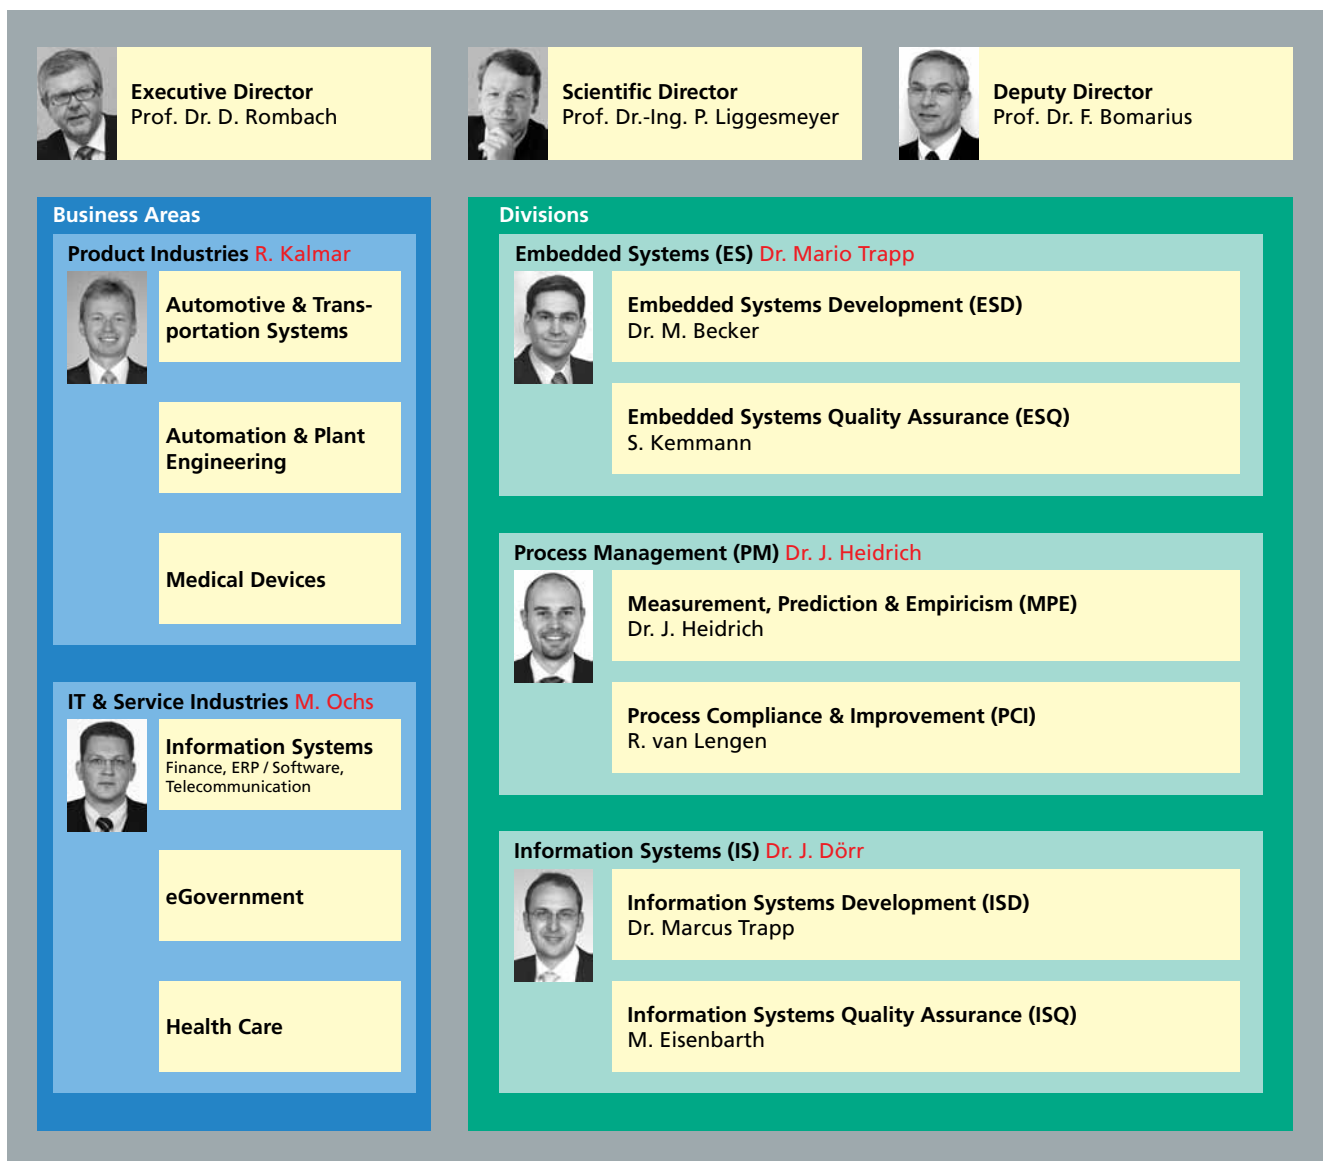 Executive Director
Prof. Dr. D. Rombach
Scientific Director
Prof. Dr.-Ing. P. Liggesmeyer
Deputy Director
Prof. Dr. F. Bomarius
Business Areas
Product Industries R. Kalmar
Automotive & Trans-
portation Systems
Automation & Plant
Engineering
Medical Devices
IT & Service Industries M. Ochs
Information Systems
Finance, ERP / Software,
Telecommunication
eGovernment
Health Care
Divisions
Embedded Systems (ES) Dr. Mario Trapp
Embedded Systems Development (ESD)
Dr. M. Becker
Embedded Systems Quality Assurance (ESQ)
S. Kemmann
Process Management (PM) Dr. J. Heidrich
Measurement, Prediction & Empiricism (MPE)
Dr. J. Heidrich
Process Compliance & Improvement (PCI)
R. van Lengen
Information Systems (IS) Dr. J. Dörr
Information Systems Development (ISD)
Dr. Marcus Trapp
Information Systems Quality Assurance (ISQ)
M. Eisenbarth